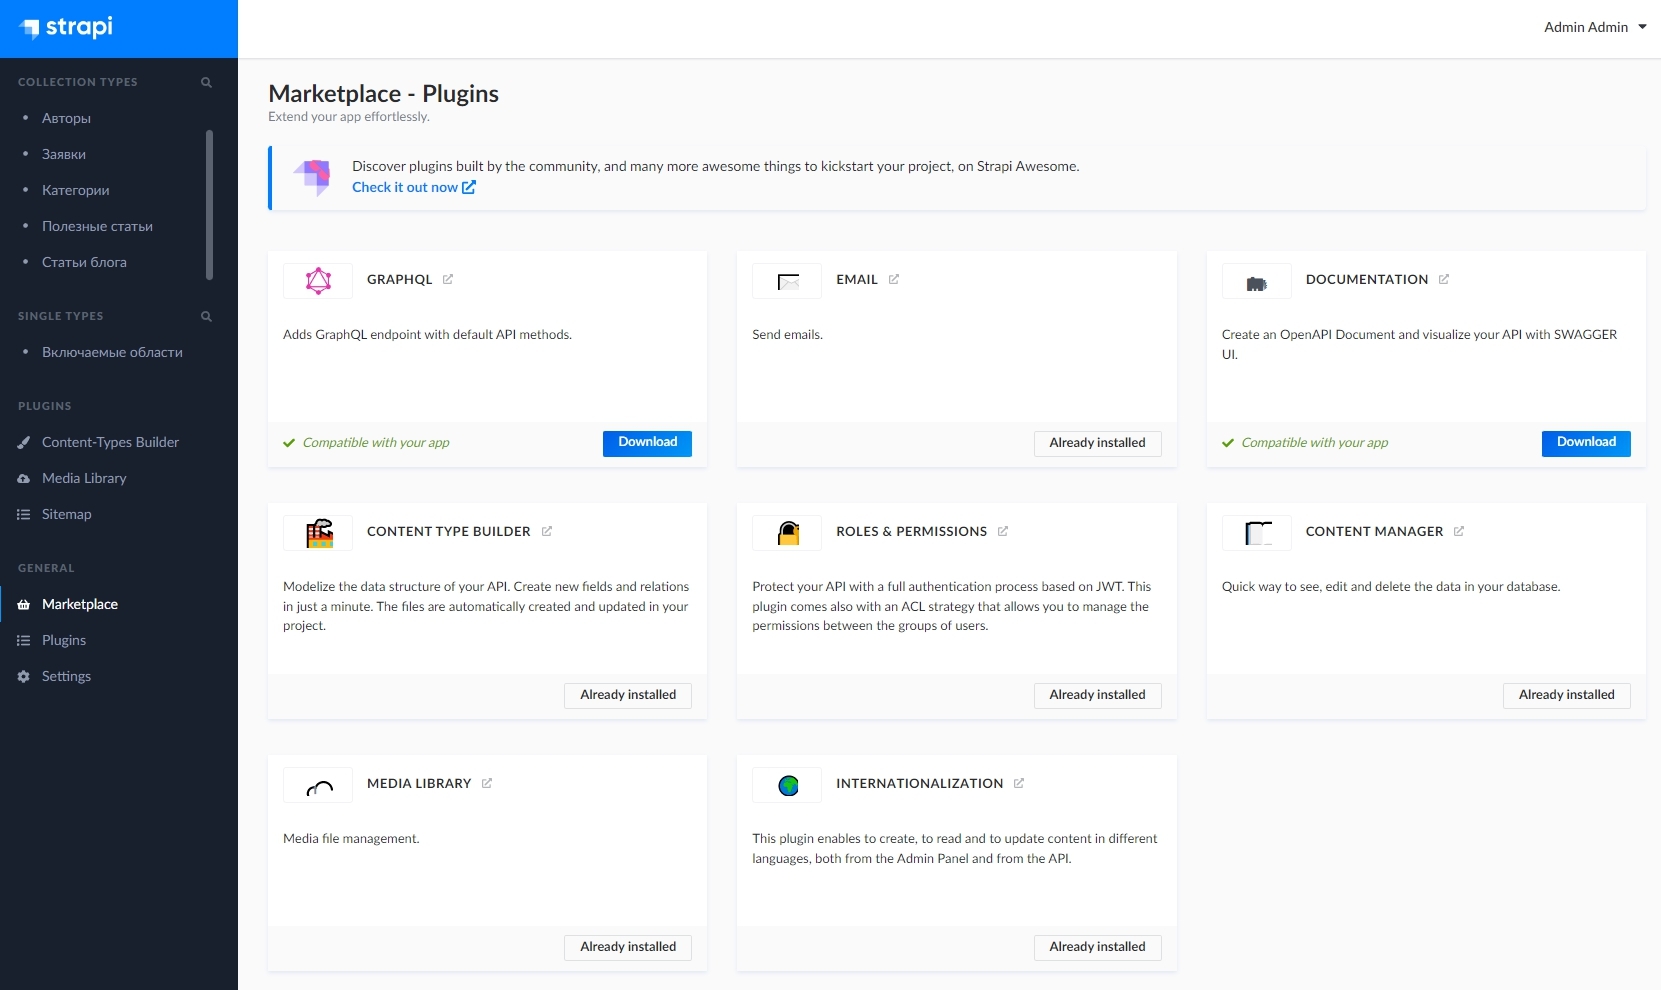 strapi
Admin Admin
COLLECTION TYPES
Авторы
Заявки
Категории
Полезные статьи
Статьи блога
SINGLE TYPES
Включаемые области
PLUGINS
Content-Types Builder
Media Library
Sitemap
GENERAL
Marketplace
Plugins
Settings
Marketplace - Plugins
Extend your app effortlessly.
Discover plugins built by the community, and many more awesome things to kickstart your project, on Strapi Awesome.
Check it out now
GRAPHQL
Adds GraphQL endpoint with default API methods.
Compatible with your app
Download
EMAIL
Send emails.
Already installed
DOCUMENTATION
Create an OpenAPI Document and visualize your API with SWAGGER
UI.
Compatible with your app
Download
CONTENT TYPE BUILDER
Modelize the data structure of your API. Create new fields and relations
in just a minute. The files are automatically created and updated in your
project.
Already installed
ROLES & PERMISSIONS
Protect your API with a full authentication process based on JWT. This
plugin comes also with an ACL strategy that allows you to manage the
permissions between the groups of users.
Already installed
CONTENT MANAGER
Quick way to see, edit and delete the data in your database.
Already installed
MEDIA LIBRARY
Media file management.
Already installed
INTERNATIONALIZATION
This plugin enables to create, to read and to update content in different
languages, both from the Admin Panel and from the API.
Already installed